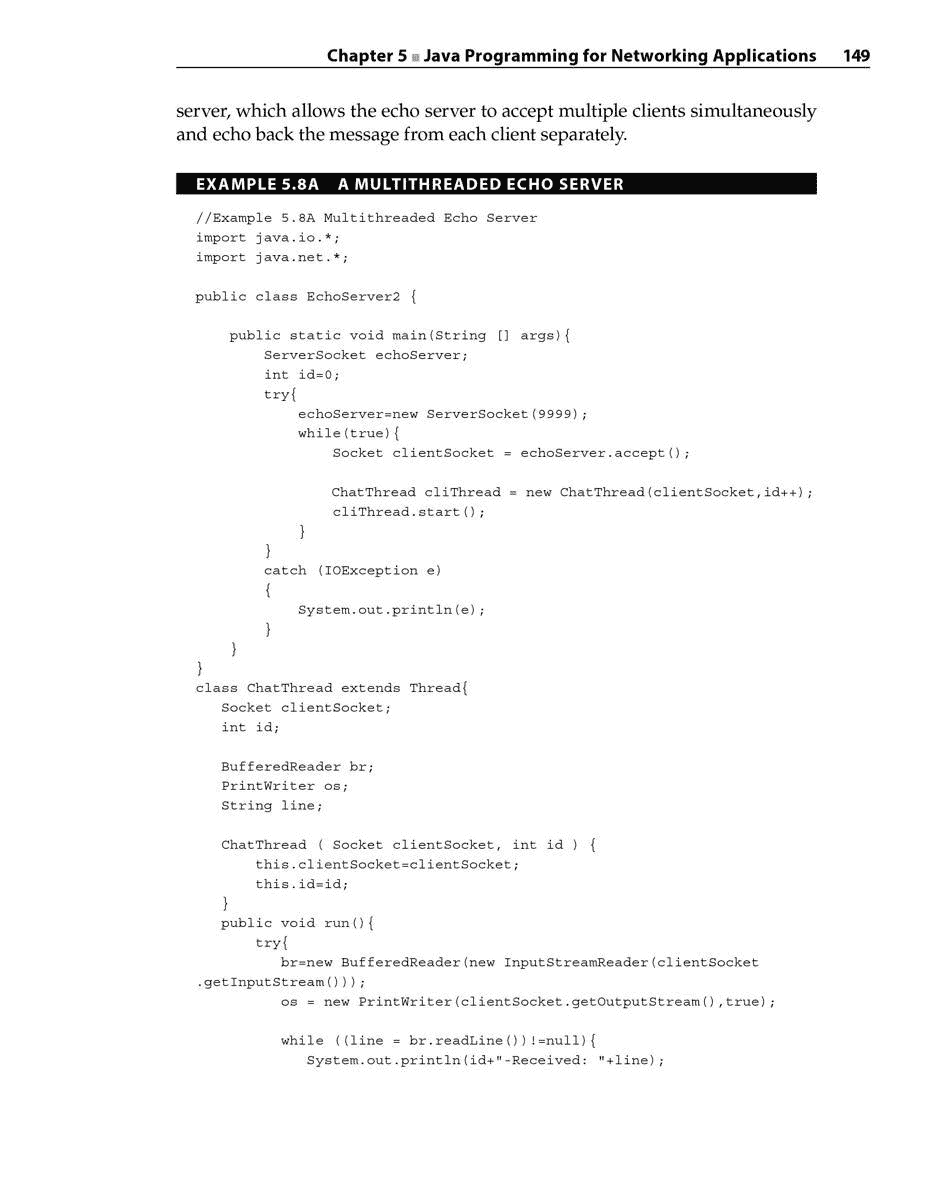 Chapter 5 ■ Java Programming for Networking Applications 149
server, which allows the echo server to accept multiple clients simultaneously
and echo back the message from each client separately.
EXAMPLE 5.8A A MULTITHREADED ECHO SERVER
//Example 5.8A Multithreaded Echo Server
import java.io.*;
import java.net.*;
public class EchoServer2 {
public static void main(String [] args){
ServerSocket echoServer;
int id=0;
try{
echoServer=new ServerSocket(9999);
while(true){
Socket clientSocket = echoServer.accept();
ChatThread cliThread = new ChatThread(clientSocket,id++);
cliThread.start();
}
}
catch (IOException e)
{
System.out.println(e);
}
}
}
class ChatThread extends Thread{
Socket clientSocket;
int id;
BufferedReader br;
PrintWriter os;
String line;
ChatThread ( Socket clientSocket, int id ) {
this.clientSocket=clientSocket;
this.id=id;
}
public void run(){
try{
br=new BufferedReader(new InputStreamReader(clientSocket
.getInputStream()));
os = new PrintWriter(clientSocket.getOutputStream(),true);
while ((line = br.readLine())!=null){
System.out.println(id+"-Received: "+line);